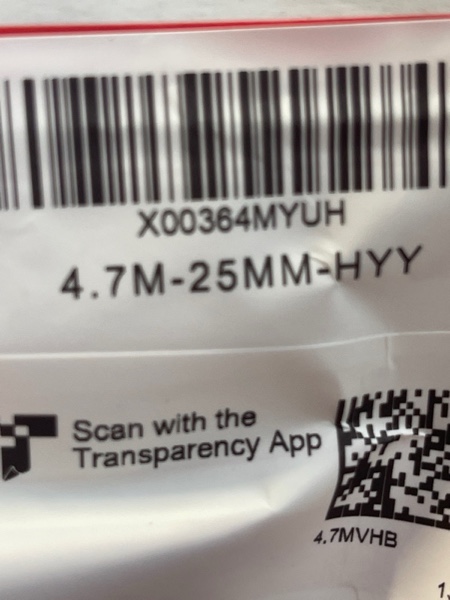 X00364MYUH
4.7M-25MM-HYY
Scan with the
Transparency App
4.7MVHB